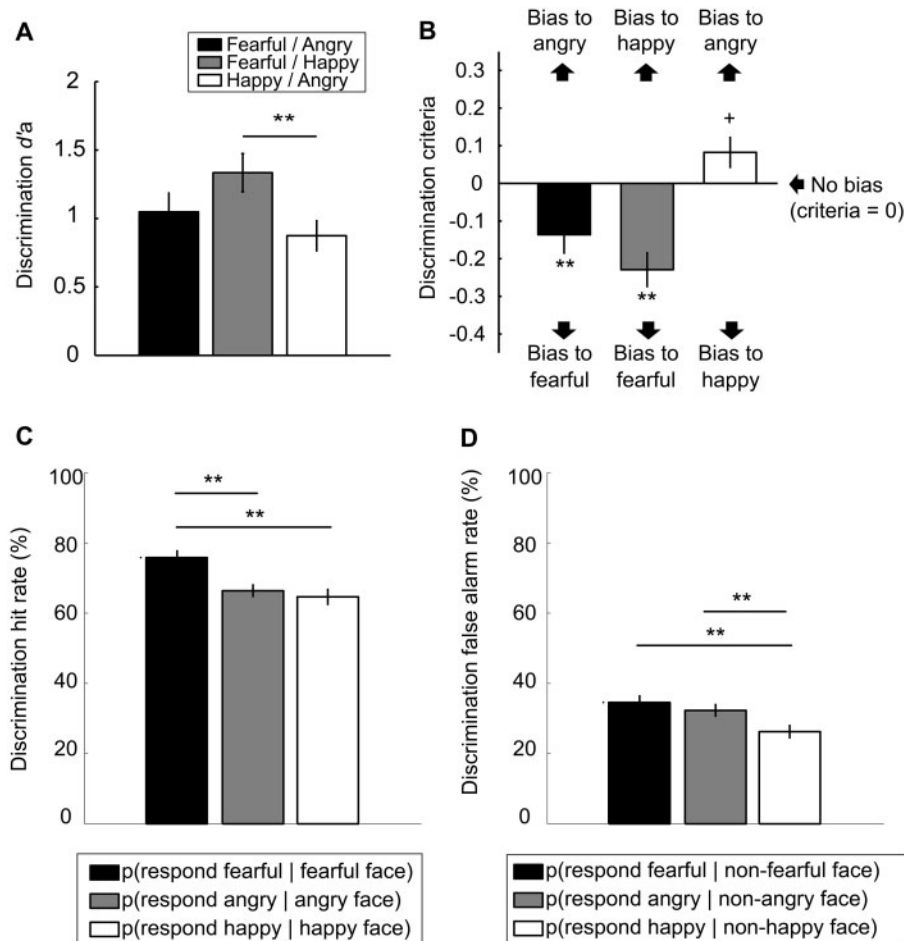 A
Fearful / Angry
Fearful / Happy
Happy / Angry
**
2
1.5
1
0.5
0
Discrimination d'a
B
Bias to angry
Bias to happy
Bias to angry
0.3
0.2
0.1
0
-0.1
-0.2
-0.3
-0.4
Discrimination criteria
+
**
**
No bias
(criteria = 0)
Bias to fearful
Bias to fearful
Bias to happy
C
100
80
60
40
20
0
Discrimination hit rate (%)
**
**
p(respond fearful | fearful face)
p(respond angry | angry face)
p(respond happy | happy face)
D
100
80
60
40
20
0
Discrimination false alarm rate (%)
**
**
p(respond fearful | non-fearful face)
p(respond angry | non-angry face)
p(respond happy | non-happy face)